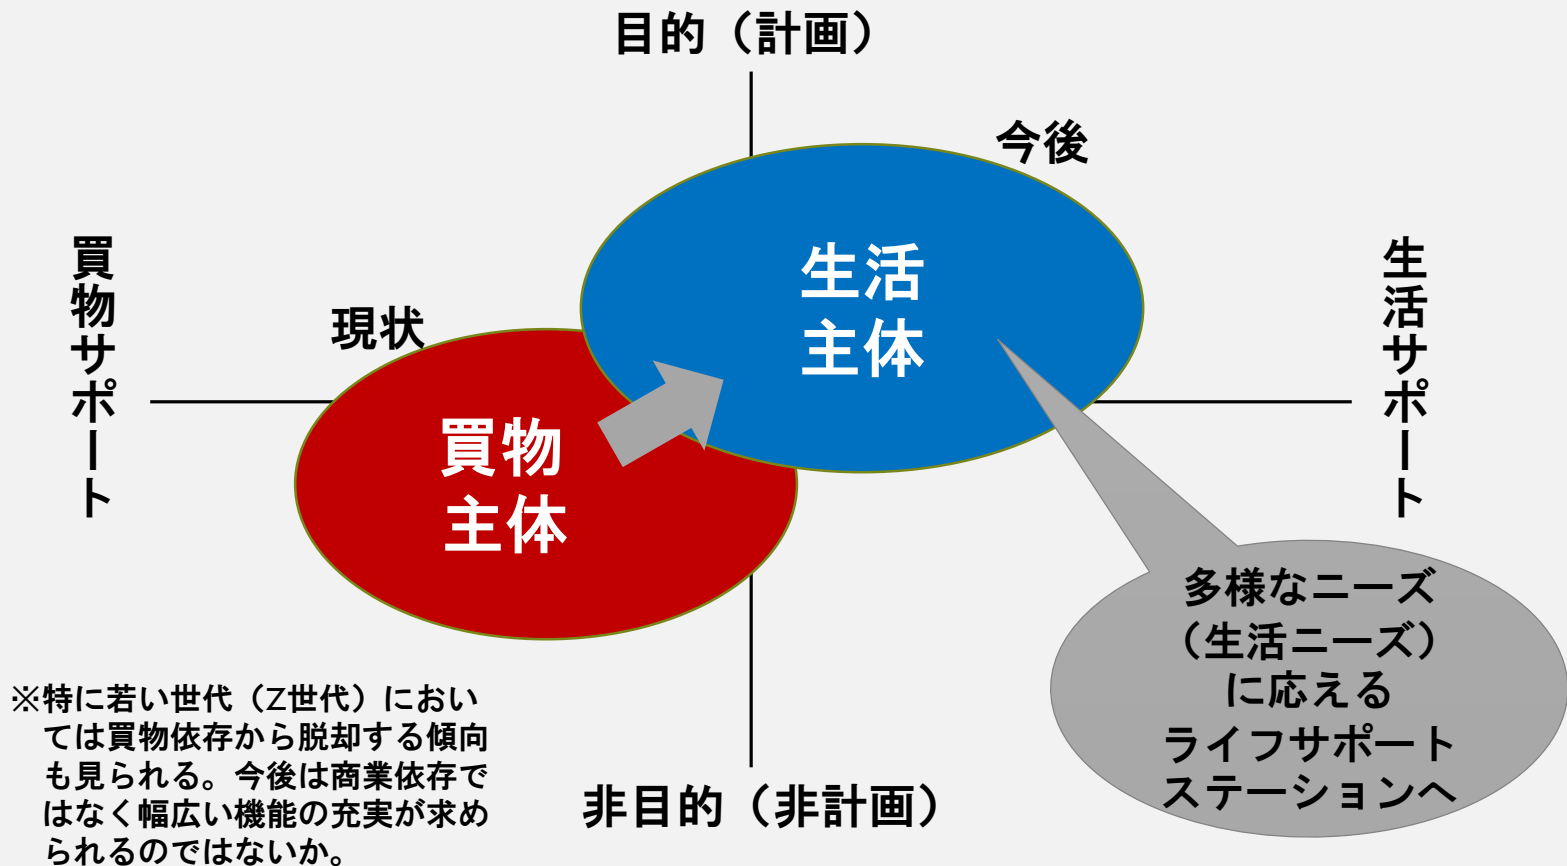 目的（計画）
今後
買物サポート
生活サポート
生活
主体
現状
買物
主体
多様なニーズ
（生活ニーズ）
に応える
ライフサポート
ステーションへ
※特に若い世代（Z世代）におい
ては買物依存から脱却する傾向
も見られる。今後は商業依存で
はなく幅広い機能の充実が求め
られるのではないか。
非目的（非計画）